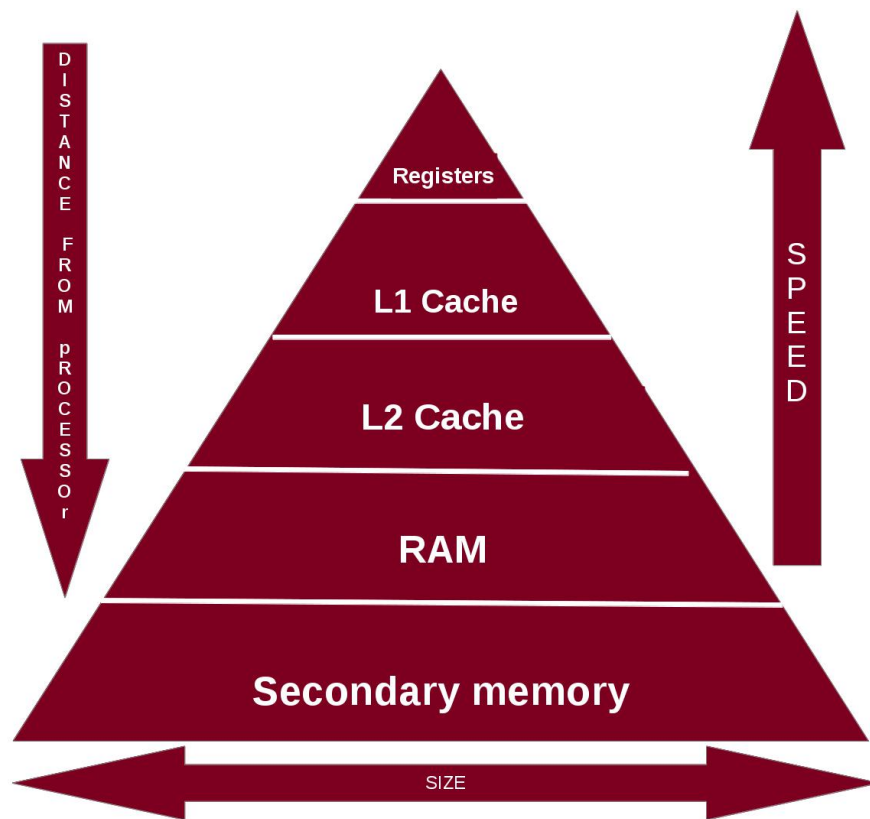 DISTANCE FROM pROCESSOr
Registers
L1 Cache
L2 Cache
RAM
Secondary memory
SPEED
SIZE